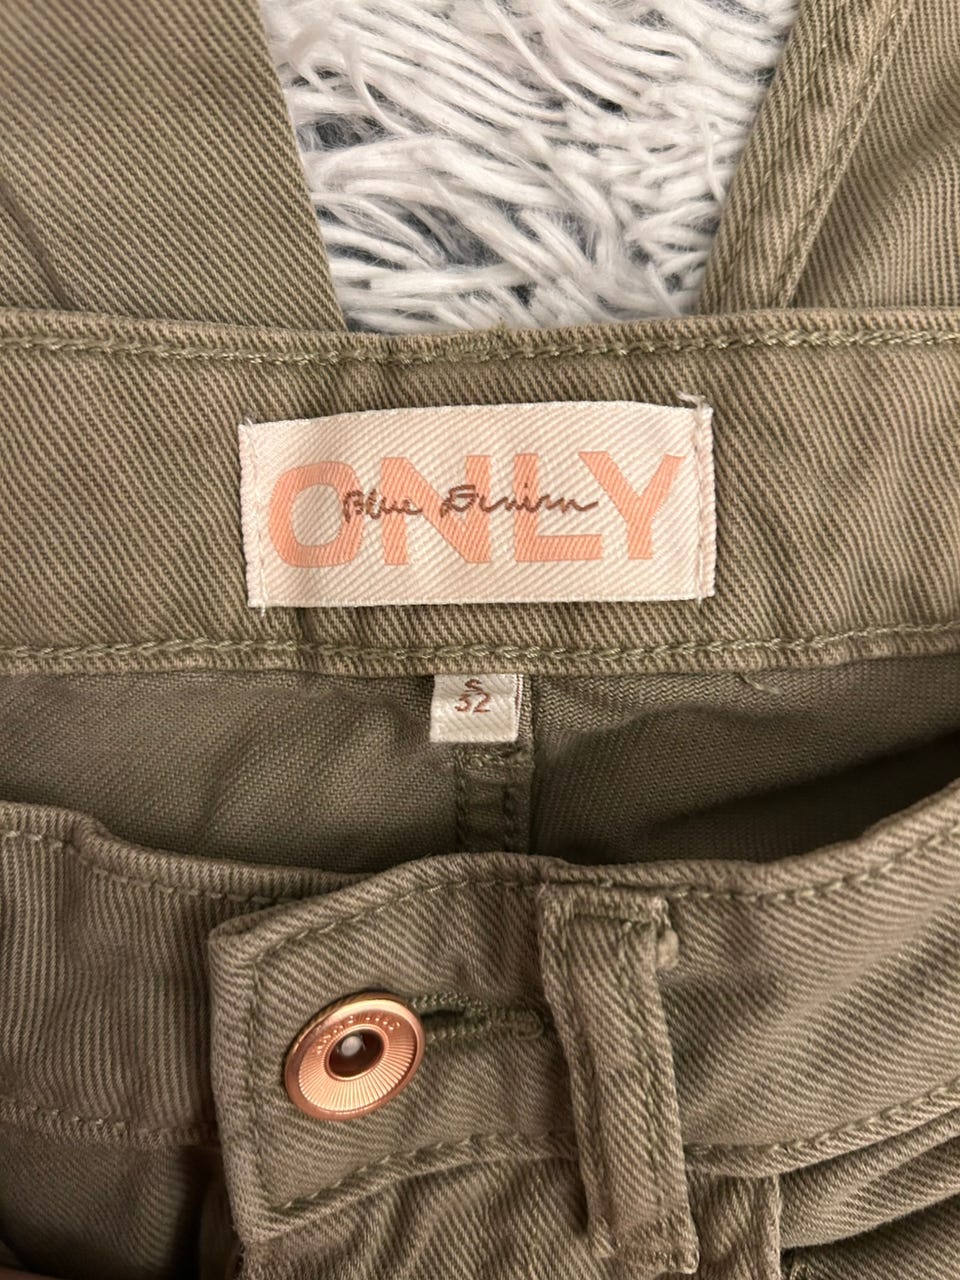 ONLY
Blue Denim
S
32